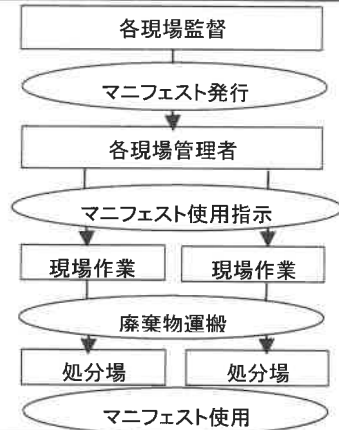 各現場監督
マニフェスト発行
各現場管理者
マニフェスト使用指示
現場作業 現場作業
廃棄物運搬
処分場 処分場
マニフェスト使用